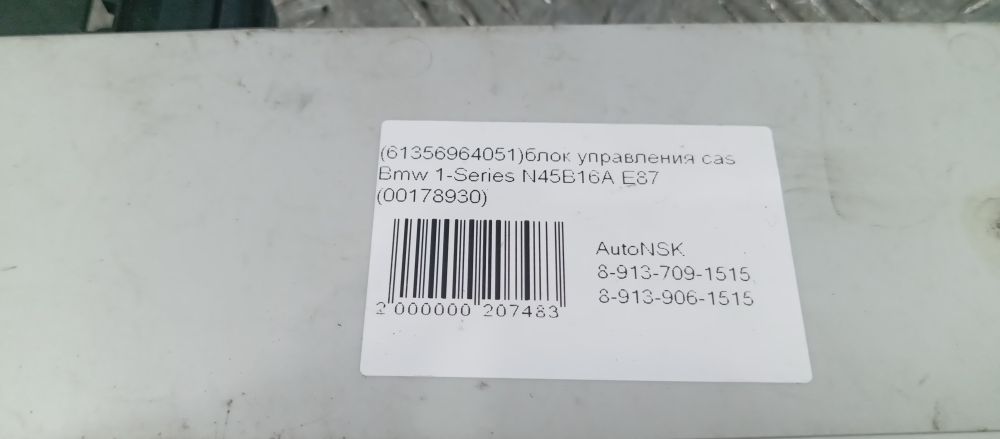 (61356964051)блок управления cas
Bmw 1-Series N45B16A E87
(00178930)
AutoNSK
8-913-709-1515
8-913-906-1515
2 000000 207483